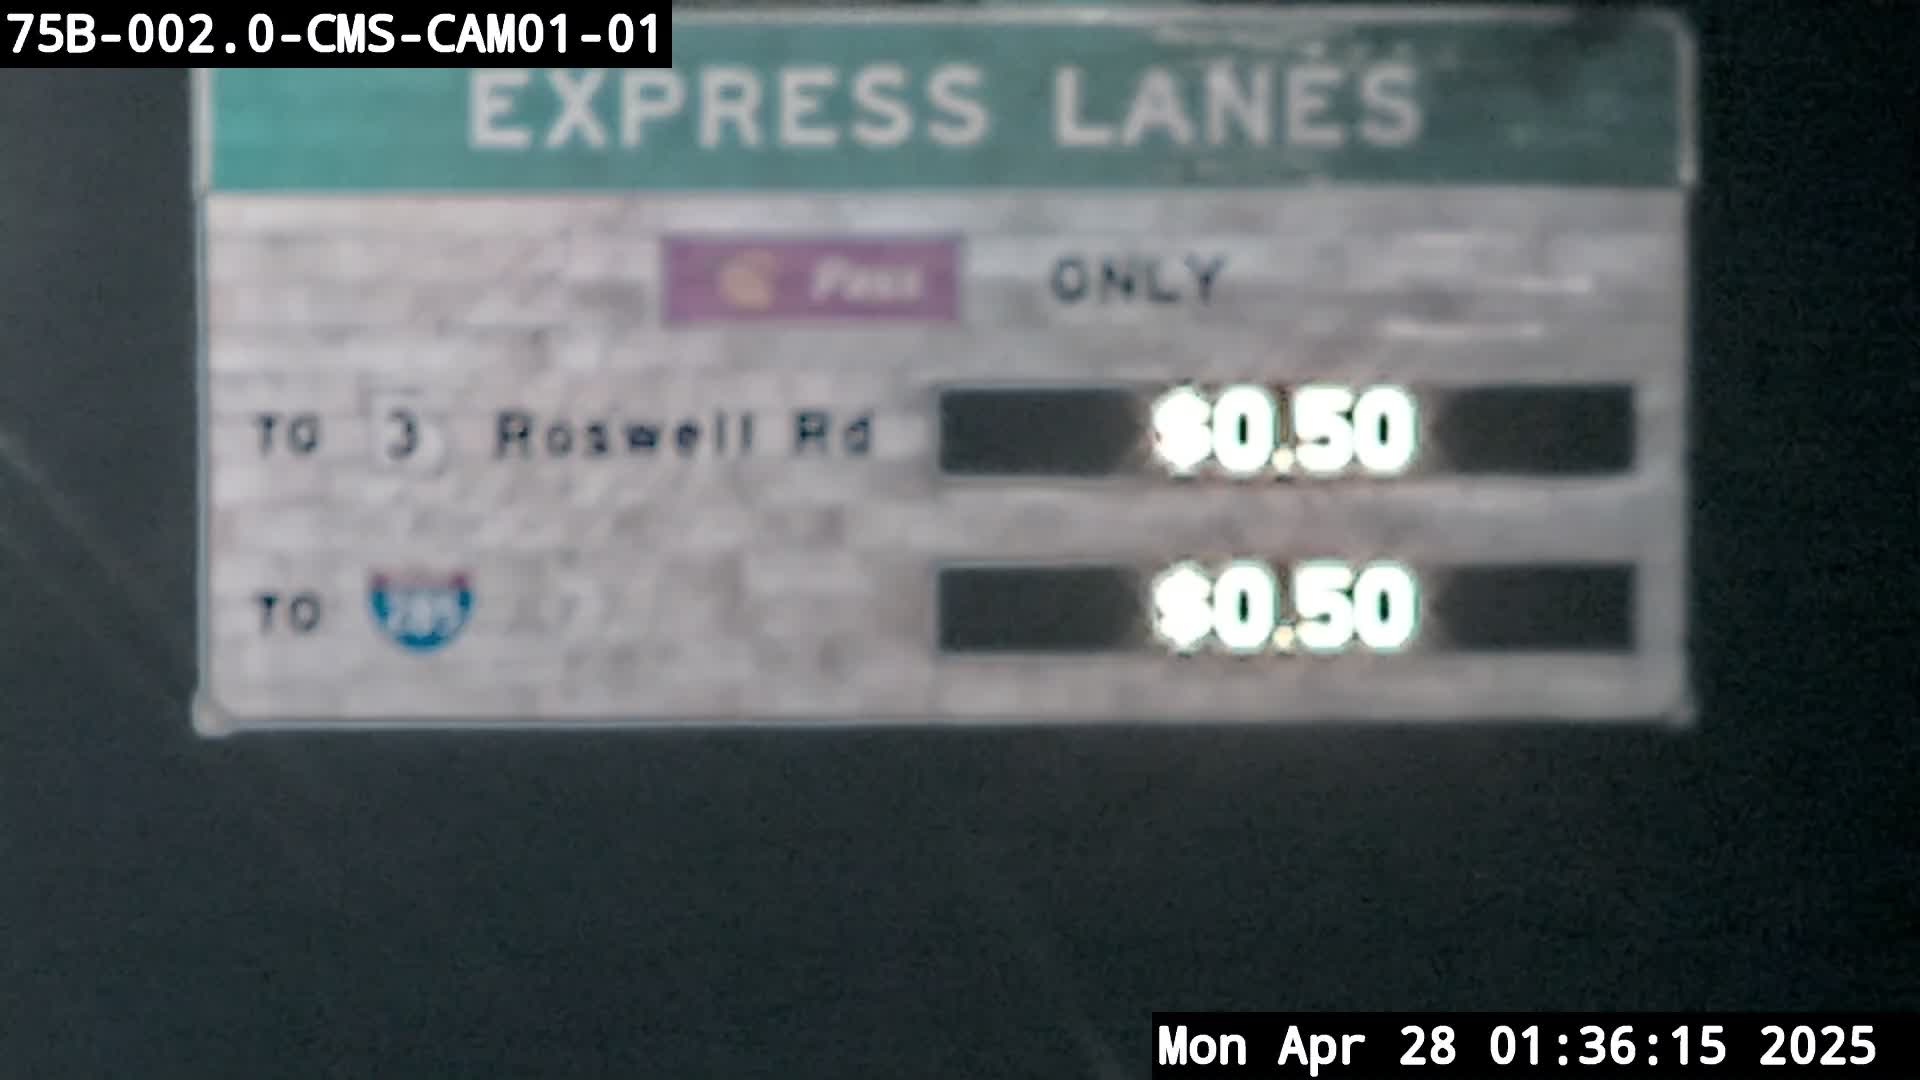 75B-002.0-CMS-CAM01-01
EXPRESS LANES
Pass ONLY
TO 3 Roswell Rd $0.50
TO 285 $0.50
Mon Apr 28 01:36:15 2025